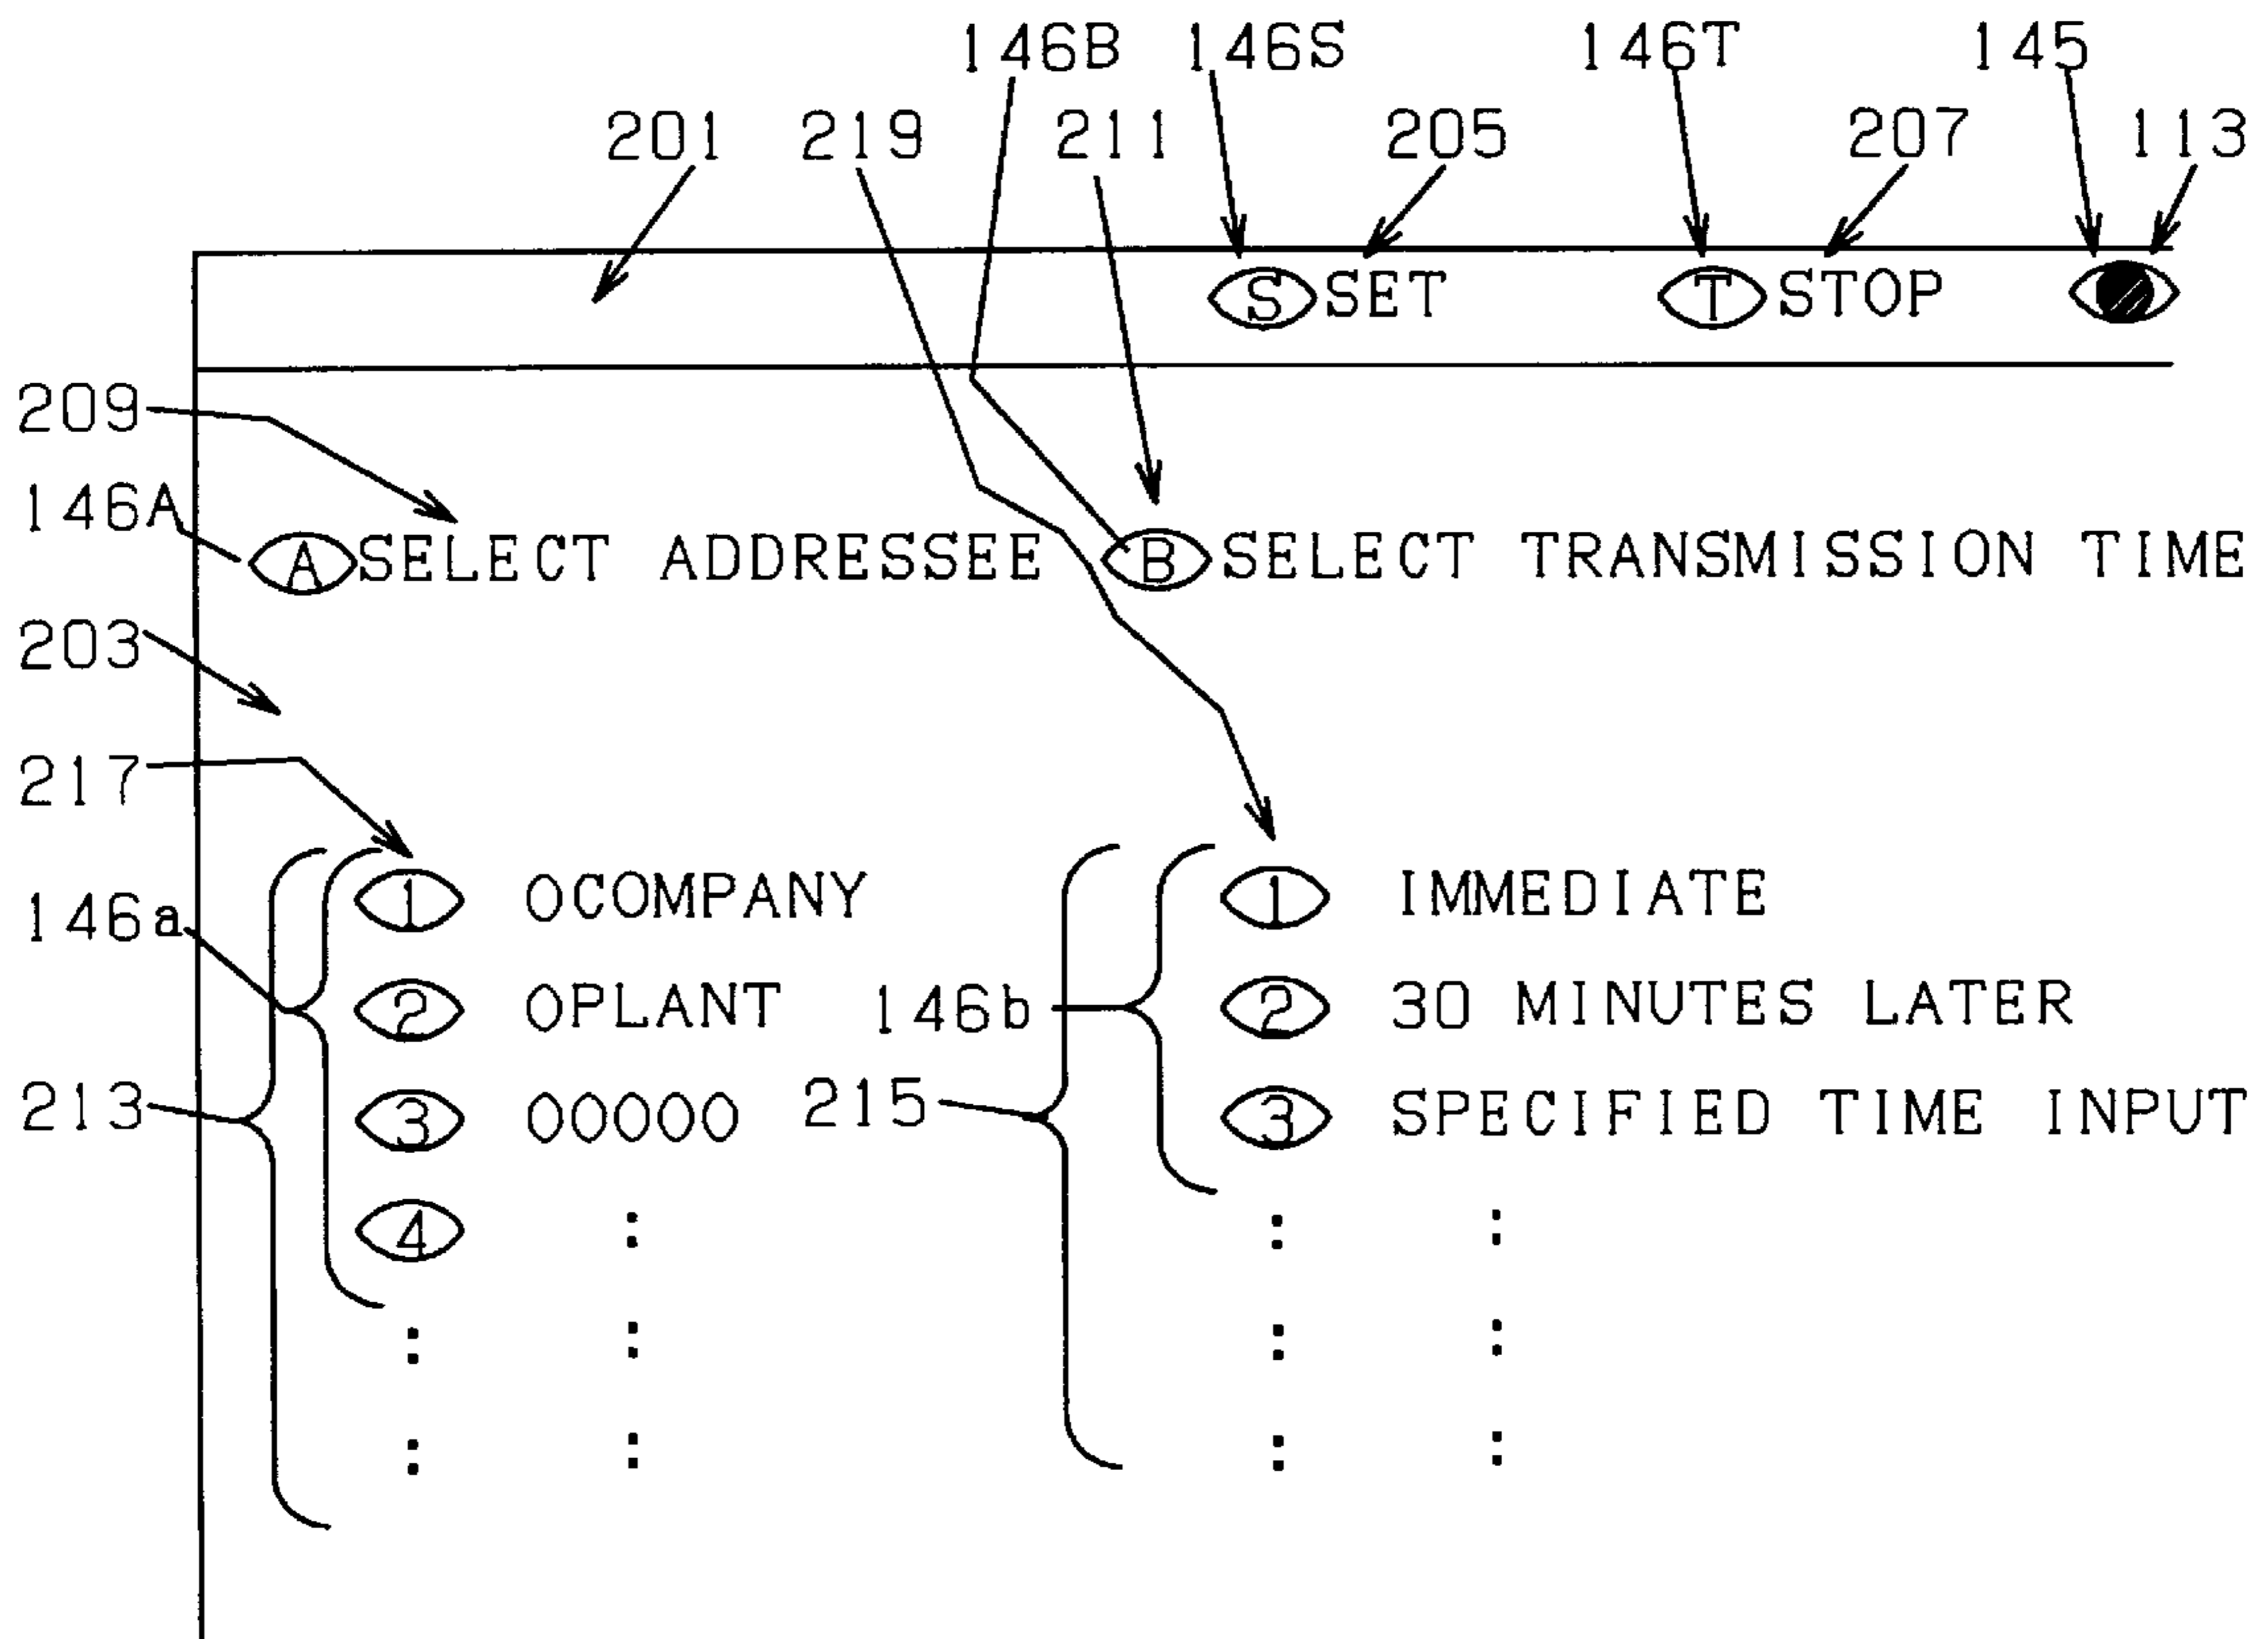 146B 146S 146T 145
201 219 211 205 207 113
S SET T STOP
209
146A
A SELECT ADDRESSEE B SELECT TRANSMISSION TIME
203
217
1 OCOMPANY 1 IMMEDIATE
146a
2 OPLANT 146b 2 30 MINUTES LATER
213 3 OOOOO 215 3 SPECIFIED TIME INPUT
4 : : :
: : : :
: : : :